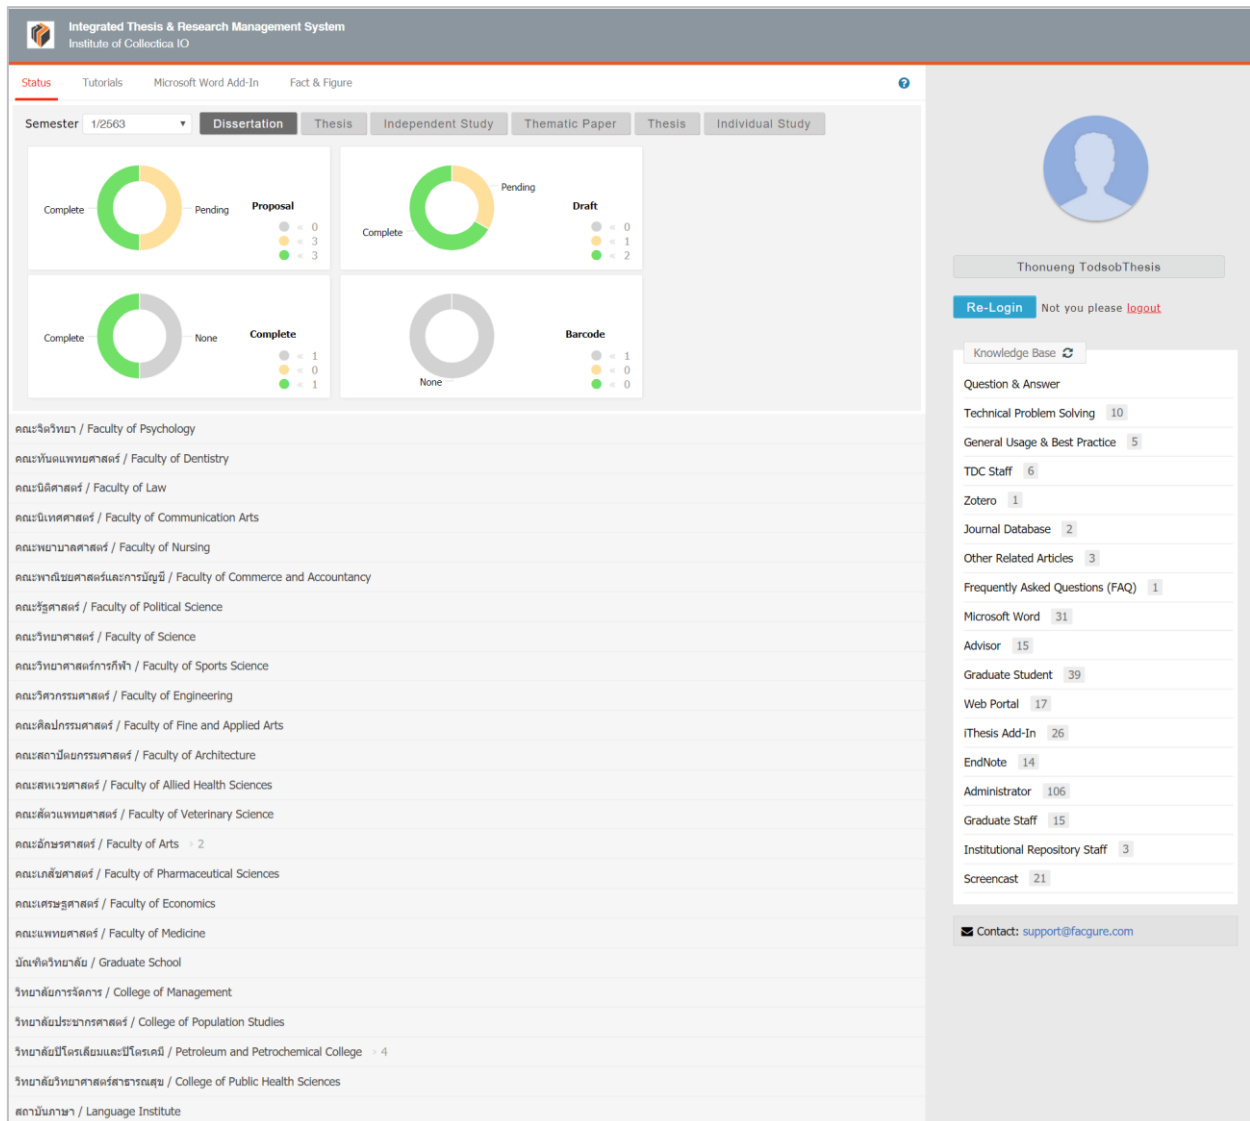 Integrated Thesis & Research Management System
Institute of Collectica IO
Status Tutorials Microsoft Word Add-In Fact & Figure
Semester 1/2563 Dissertation Thesis Independent Study Thematic Paper Thesis Individual Study
Complete Pending Proposal
« 0
« 3
« 3
Complete Pending Draft
« 0
« 1
« 2
Complete None Complete
« 1
« 0
« 1
None Barcode
« 1
« 0
« 0
คณะจิตวิทยา / Faculty of Psychology
คณะทันตแพทยศาสตร์ / Faculty of Dentistry
คณะนิติศาสตร์ / Faculty of Law
คณะนิเทศศาสตร์ / Faculty of Communication Arts
คณะพยาบาลศาสตร์ / Faculty of Nursing
คณะพาณิชยศาสตร์และการบัญชี / Faculty of Commerce and Accountancy
คณะรัฐศาสตร์ / Faculty of Political Science
คณะวิทยาศาสตร์ / Faculty of Science
คณะวิทยาศาสตร์การกีฬา / Faculty of Sports Science
คณะวิศวกรรมศาสตร์ / Faculty of Engineering
คณะศิลปกรรมศาสตร์ / Faculty of Fine and Applied Arts
คณะสถาปัตยกรรมศาสตร์ / Faculty of Architecture
คณะสหเวชศาสตร์ / Faculty of Allied Health Sciences
คณะสัตวแพทยศาสตร์ / Faculty of Veterinary Science
คณะอักษรศาสตร์ / Faculty of Arts › 2
คณะเภสัชศาสตร์ / Faculty of Pharmaceutical Sciences
คณะเศรษฐศาสตร์ / Faculty of Economics
คณะแพทยศาสตร์ / Faculty of Medicine
บัณฑิตวิทยาลัย / Graduate School
วิทยาลัยการจัดการ / College of Management
วิทยาลัยประชากรศาสตร์ / College of Population Studies
วิทยาลัยปิโตรเลียมและปิโตรเคมี / Petroleum and Petrochemical College › 4
วิทยาลัยวิทยาศาสตร์สาธารณสุข / College of Public Health Sciences
สถาบันภาษา / Language Institute
Thonueng TodsobThesis
Re-Login Not you please logout
Knowledge Base
Question & Answer
Technical Problem Solving 10
General Usage & Best Practice 5
TDC Staff 6
Zotero 1
Journal Database 2
Other Related Articles 3
Frequently Asked Questions (FAQ) 1
Microsoft Word 31
Advisor 15
Graduate Student 39
Web Portal 17
iThesis Add-In 26
EndNote 14
Administrator 106
Graduate Staff 15
Institutional Repository Staff 3
Screencast 21
Contact: support@facgure.com